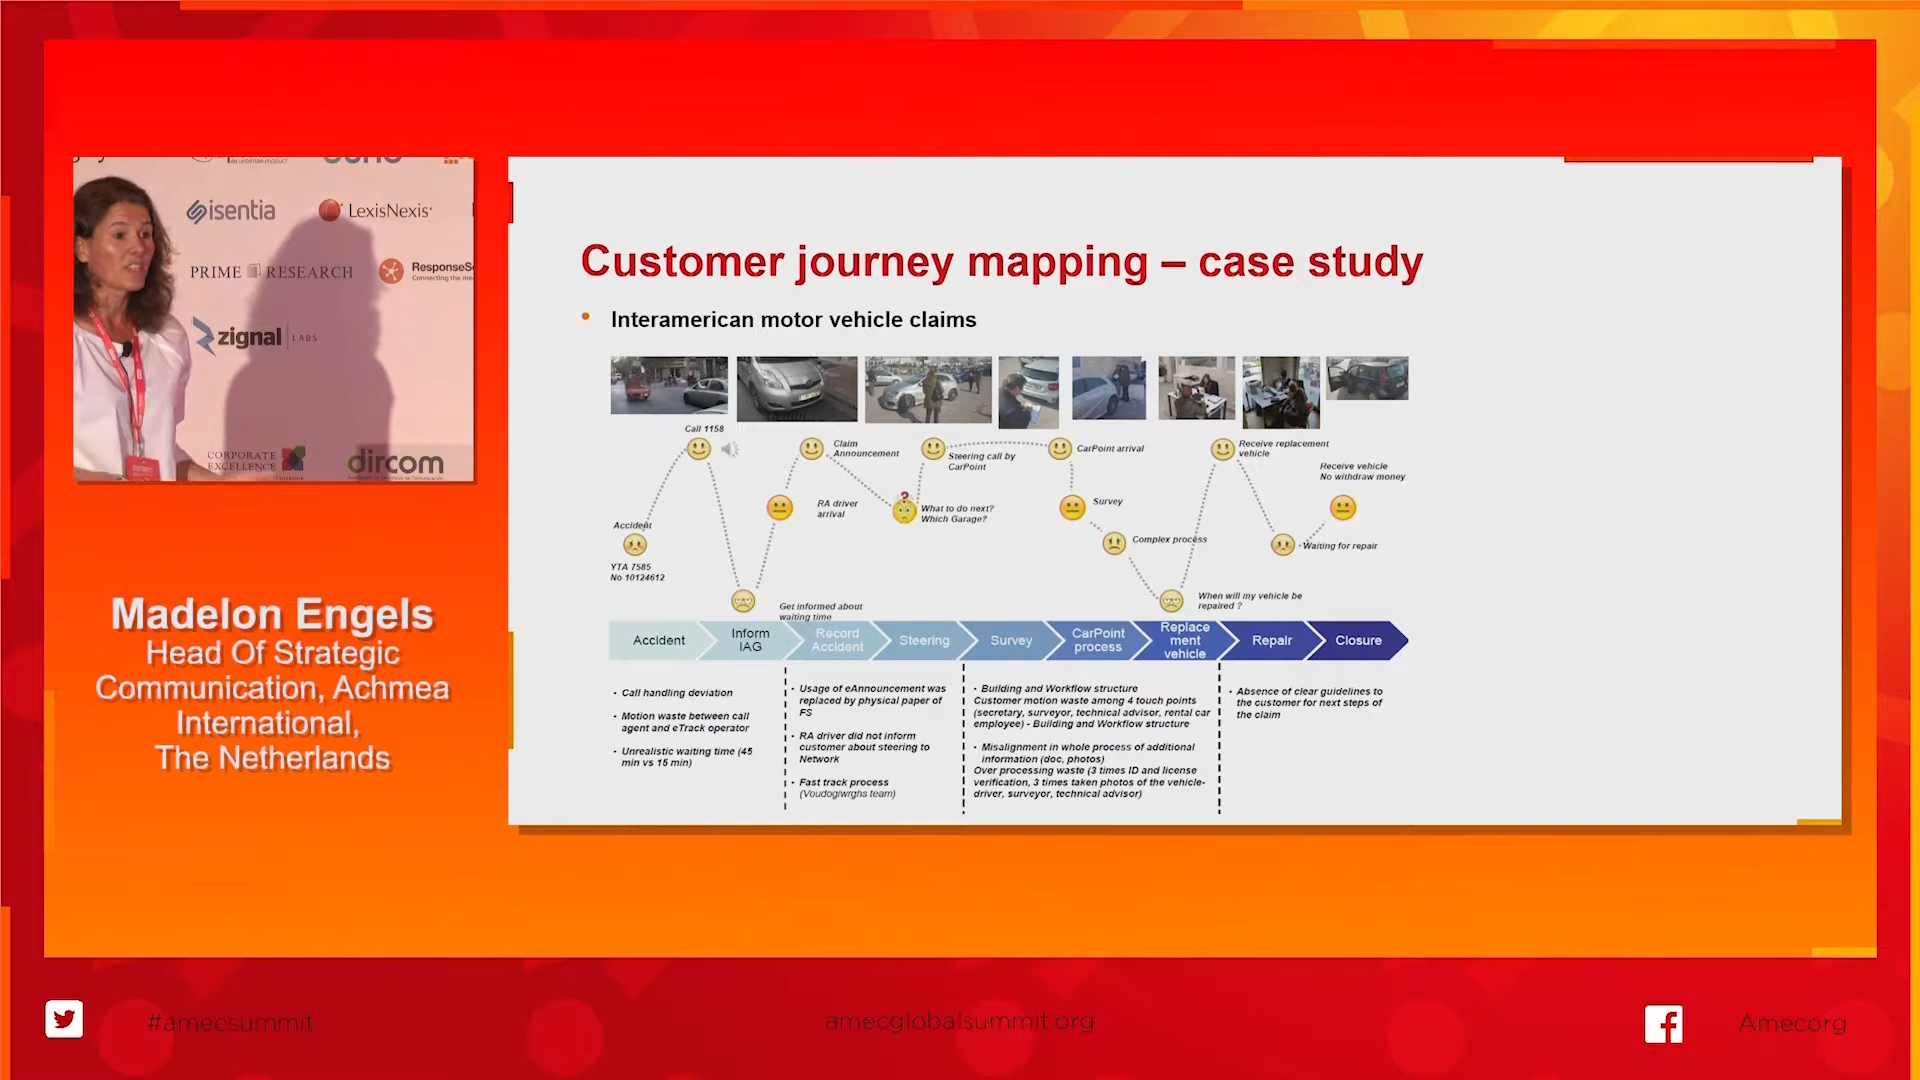 isentia
LexisNexis
PRIME RESEARCH
Connecting the
zignal LABS
CORPORATE
EXCELLENCE
dircom
Madelon Engels
Head Of Strategic
Communication, Achmea
International,
The Netherlands
Customer journey mapping – case study
• Interamerican motor vehicle claims
Call 1158
Claim
Announcement
Steering call by
CarPoint
CarPoint arrival
Receive replacement
vehicle
Receive vehicle
No withdraw money
RA driver
arrival
?
What to do next?
Which Garage?
Survey
Accident
YTA 7585
No 10124612
Complex process
Waiting for repair
Get informed about
waiting time
When will my vehicle be
repaired ?
Accident
Inform
IAG
Record
Accident
Steering
Survey
CarPoint
process
Replace
ment
vehicle
Repair
Closure
• Call handling deviation
• Motion waste between call
agent and eTrack operator
• Unrealistic waiting time (45
min vs 15 min)
• Usage of eAnnouncement was
replaced by physical paper of
FS
• RA driver did not inform
customer about steering to
Network
• Fast track process
(Voudogiwrghs team)
• Building and Workflow structure
Customer motion waste among 4 touch points
(secretary, surveyor, technical advisor, rental car
employee) - Building and Workflow structure
• Misalignment in whole process of additional
information (doc, photos)
Over processing waste (3 times ID and license
verification, 3 times taken photos of the vehicle-
driver, surveyor, technical advisor)
• Absence of clear guidelines to
the customer for next steps of
the claim
#amecsummit
amecglobalsummit.org
Amecorg